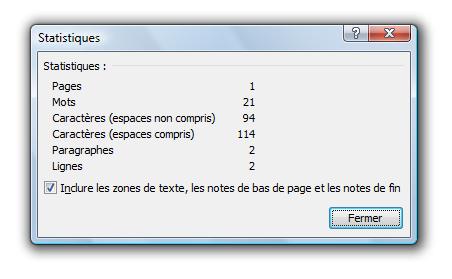 Statistiques
Statistiques :
Pages 1
Mots 21
Caractères (espaces non compris) 94
Caractères (espaces compris) 114
Paragraphes 2
Lignes 2
Inclure les zones de texte, les notes de bas de page et les notes de fin
Fermer